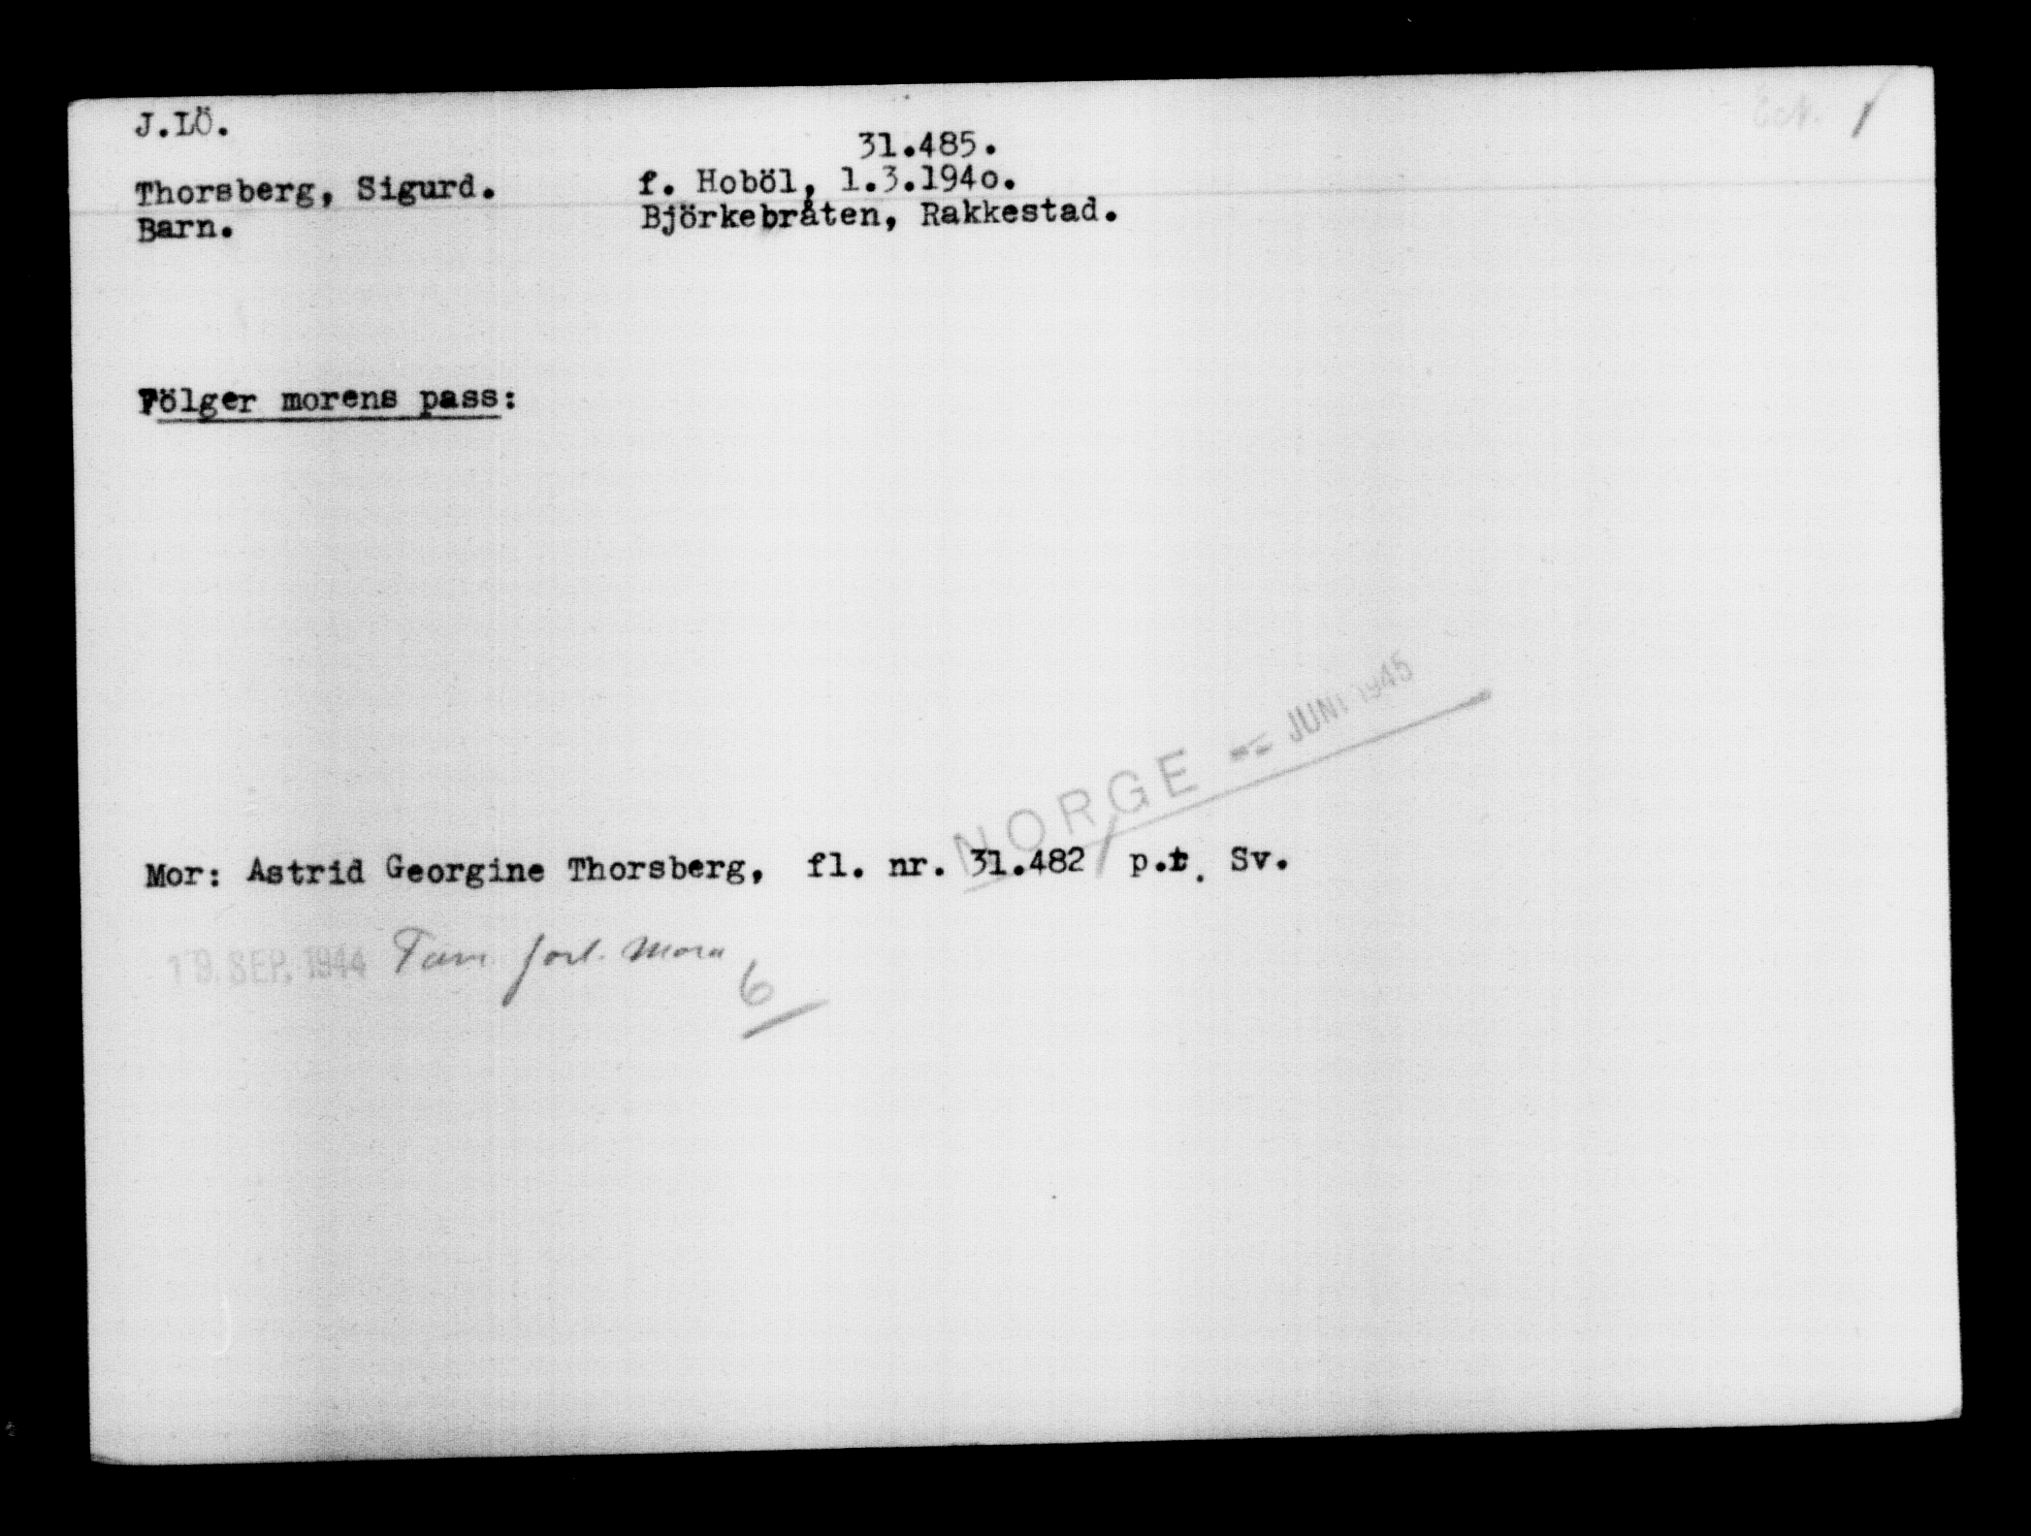 J.LÖ.
31.485.
Thorsberg, Sigurd. f. Hoböl, 1.3.194o.
Barn. Björkebråten, Rakkestad.
Fölger morens pass:
NORGE -- JUNI 1945
Mor: Astrid Georgine Thorsberg, fl. nr. 31.482 p.t. Sv.
19. SEP. 1944
6